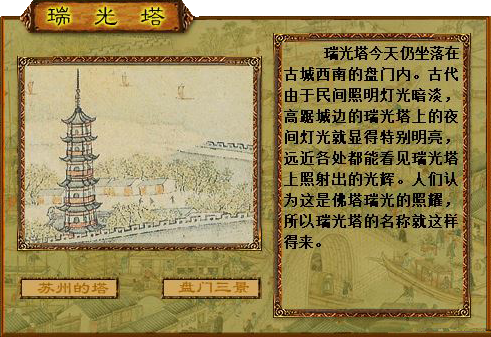 瑞光塔
瑞光塔今天仍坐落在
古城西南的盘门内。古代
由于民间照明灯光暗淡，
高踞城边的瑞光塔上的夜
间灯光就显得特别明亮，
远近各处都能看见瑞光塔
上照射出的光辉。人们认
为这是佛塔瑞光的照耀，
所以瑞光塔的名称就这样
得来。
苏州的塔
盘门三景